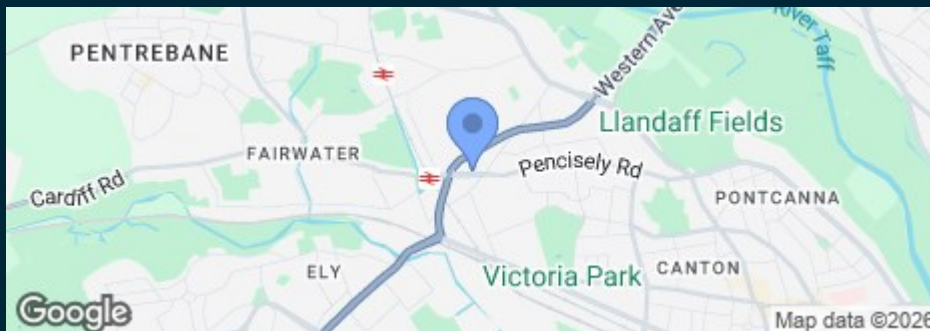 River Taff
PENTREBANE
Western Ave
Llandaff Fields
FAIRWATER
Pencisely Rd
Cardiff Rd
PONTCANNA
ELY
Victoria Park
CANTON
Google
Map data ©2026